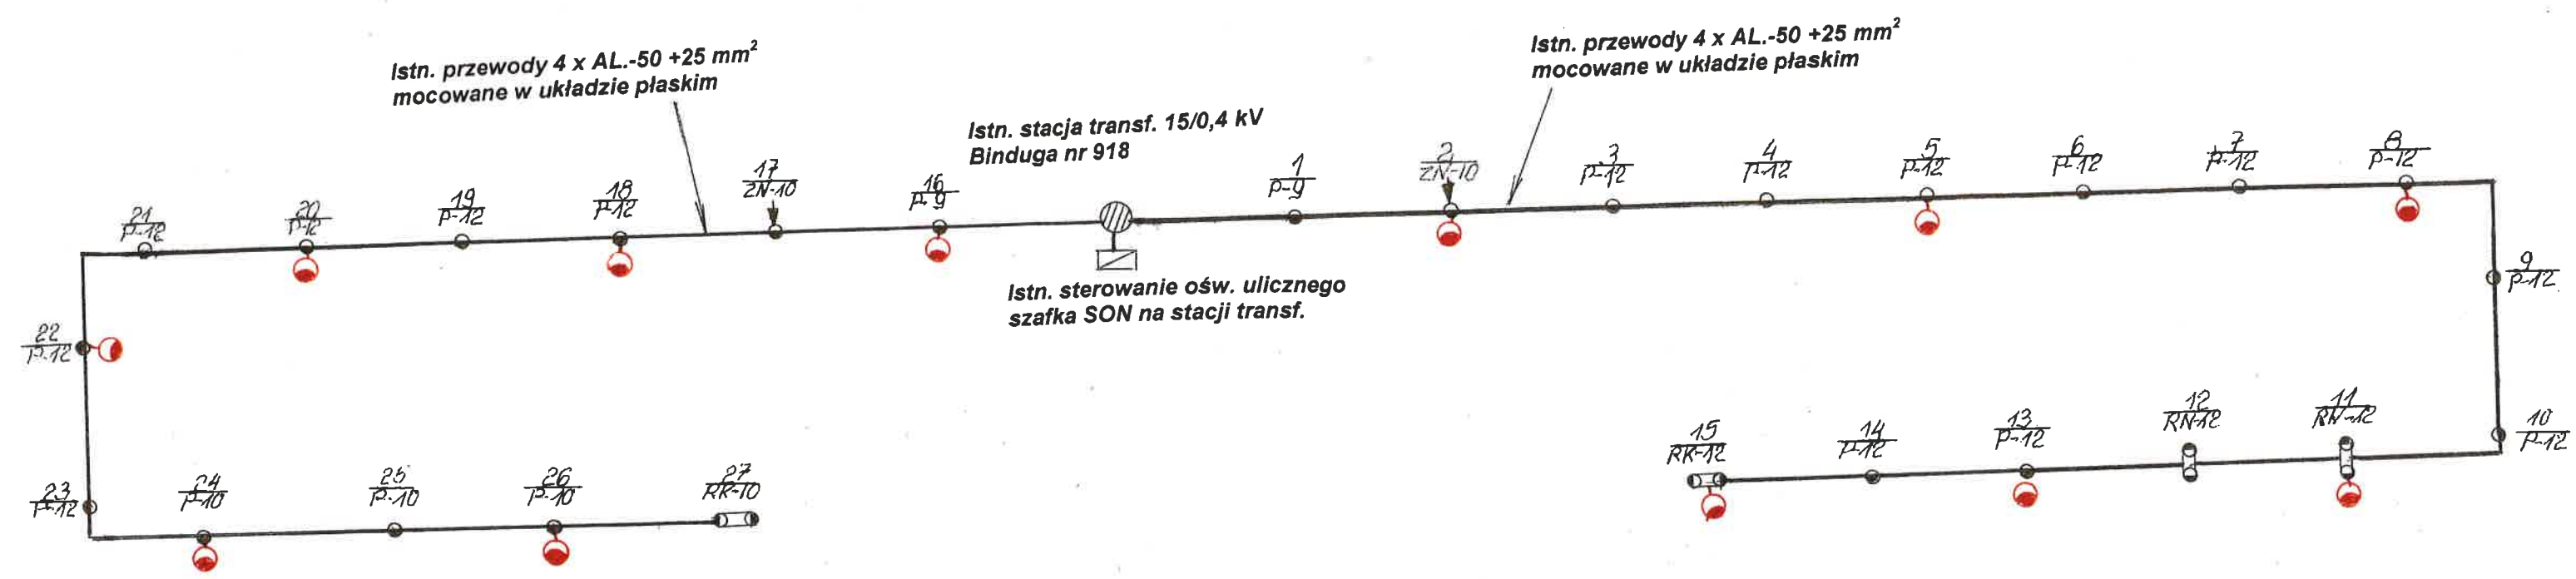 Istn. przewody 4 x AL.-50 +25 mm²
mocowane w układzie płaskim
Istn. przewody 4 x AL.-50 +25 mm²
mocowane w układzie płaskim
Istn. stacja transf. 15/0,4 kV
Binduga nr 918
21
P-12
20
P-12
19
P-12
18
P-12
17
ZN-10
16
P-9
1
P-9
2
ZN-10
3
P-12
4
P-12
5
P-12
6
P-12
7
P-12
8
P-12
Istn. sterowanie ośw. ulicznego
szafka SON na stacji transf.
9
P-12
22
P-12
15
RK-12
14
P-12
13
P-12
12
RN-12
11
RN-12
10
P-12
23
P-12
24
P-10
25
P-10
26
P-10
27
RK-10